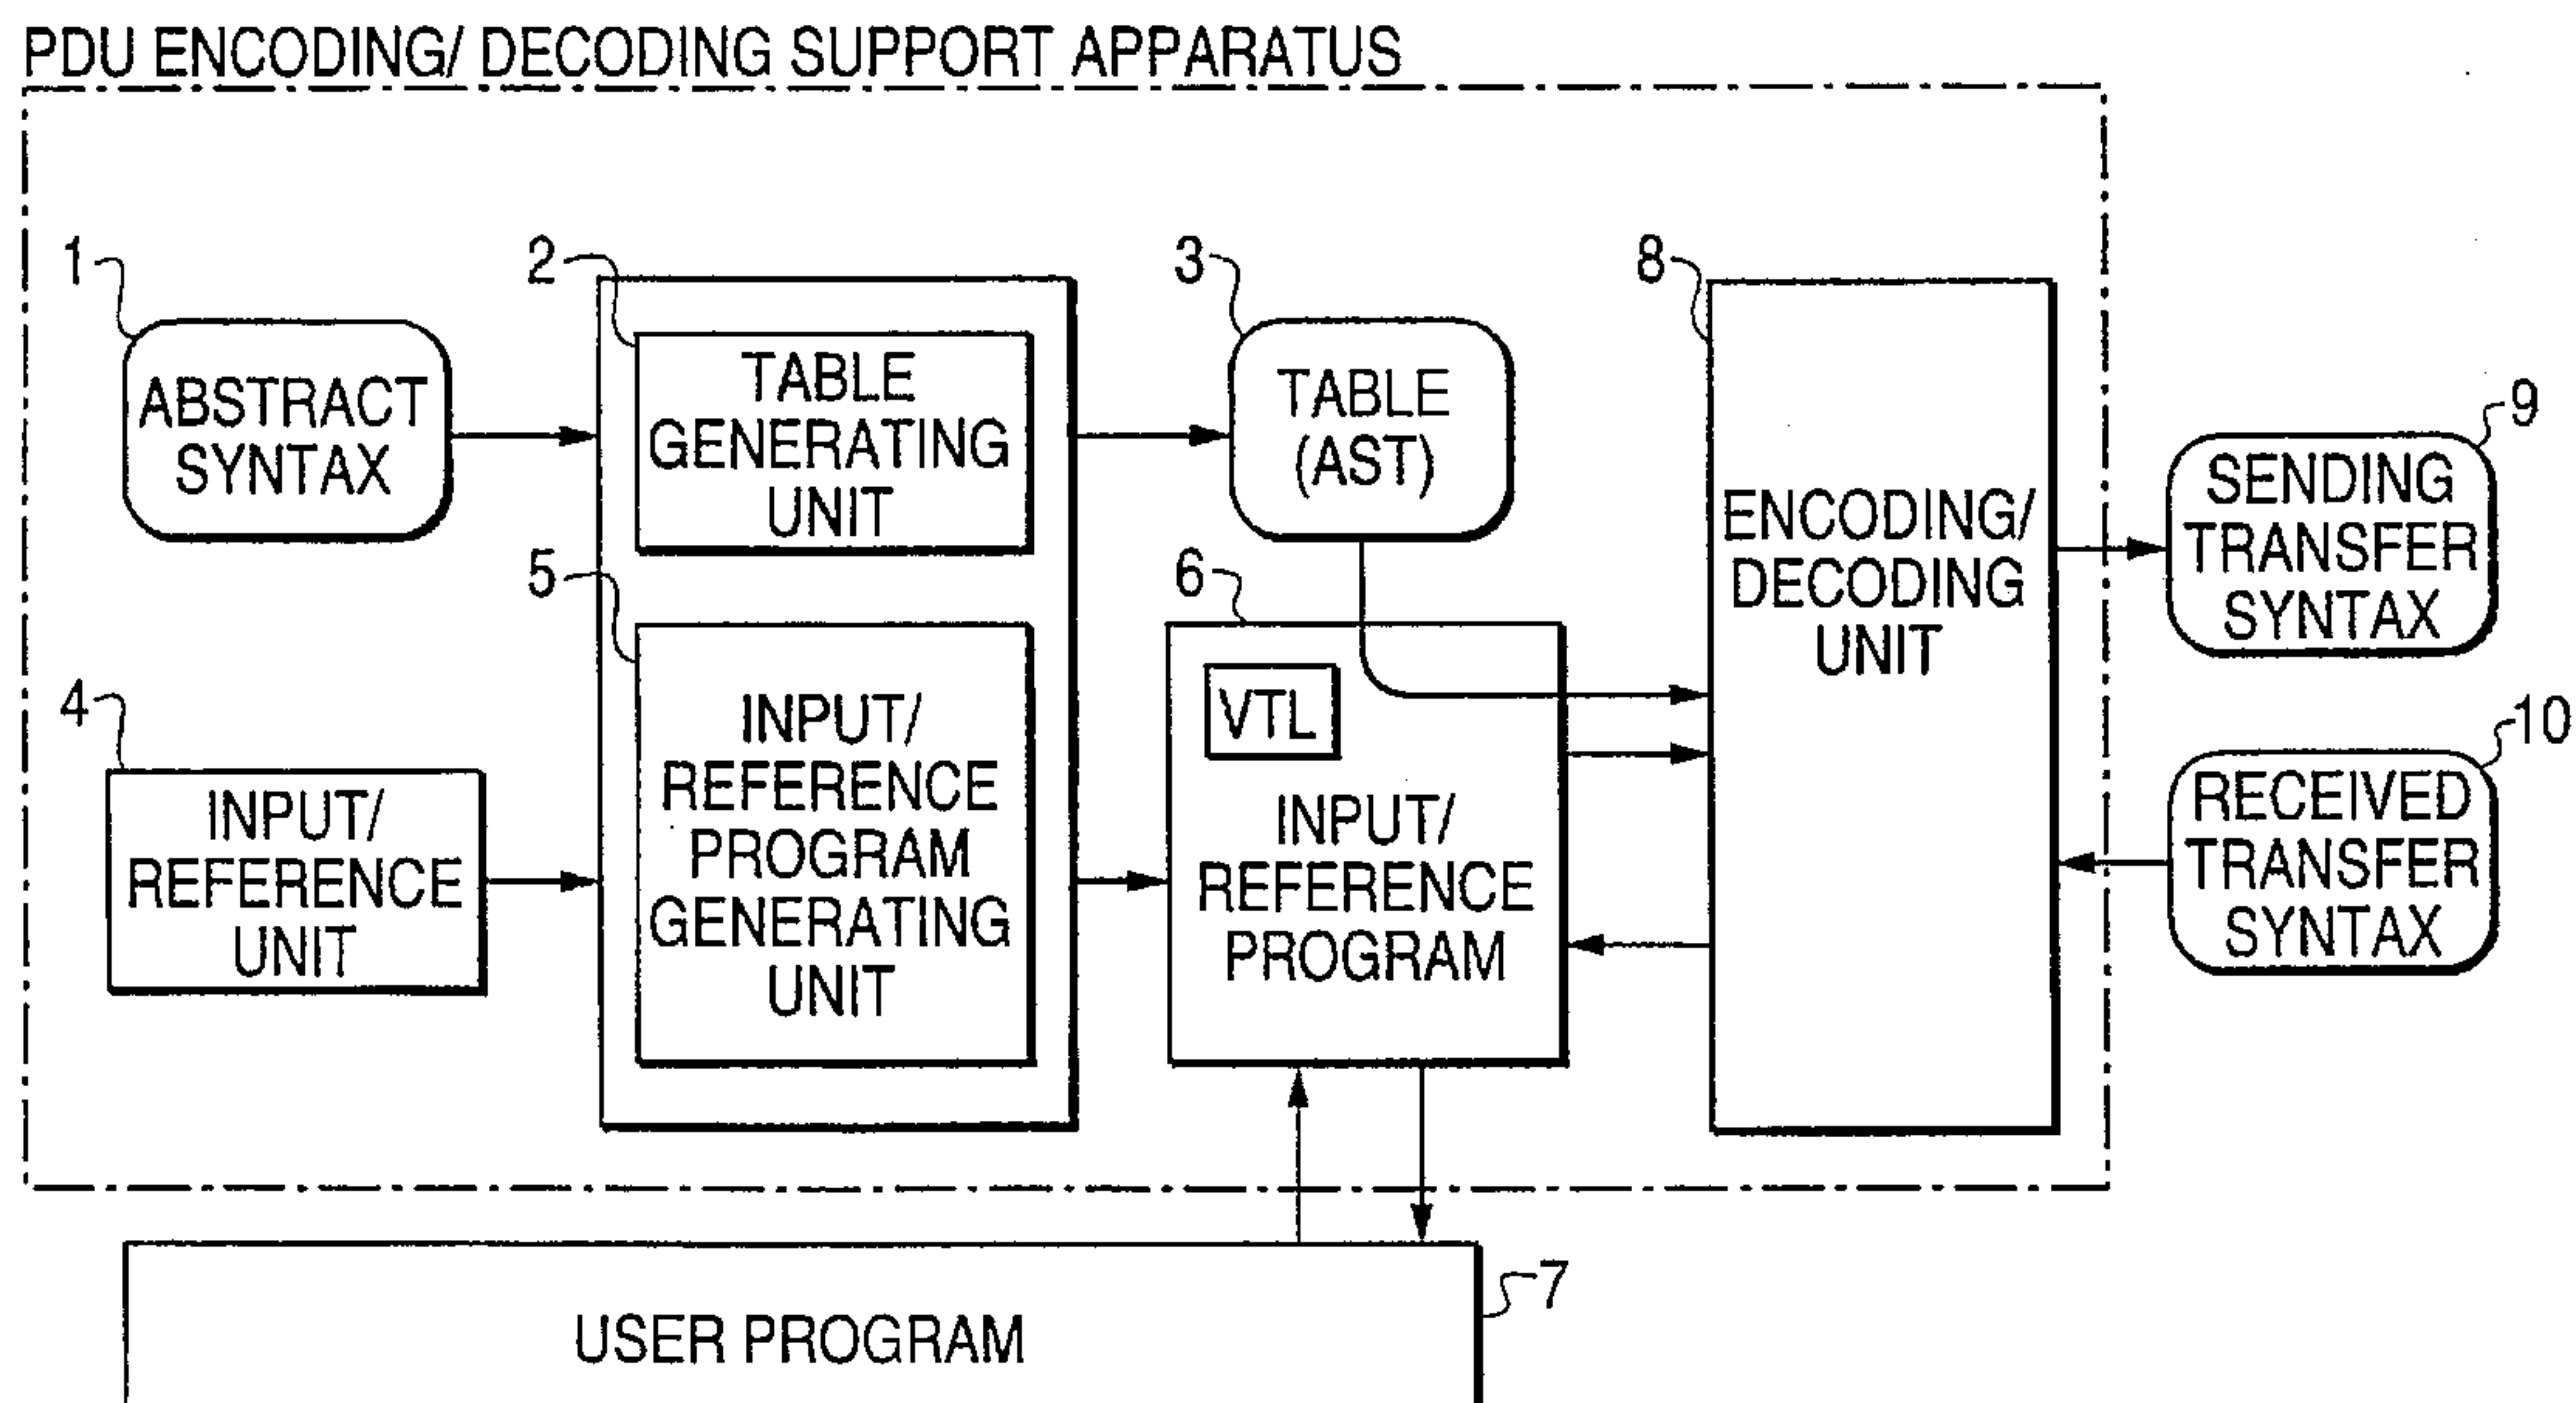 PDU ENCODING/ DECODING SUPPORT APPARATUS
1
ABSTRACT
SYNTAX
2
TABLE
GENERATING
UNIT
3
TABLE
(AST)
8
ENCODING/
DECODING
UNIT
9
SENDING
TRANSFER
SYNTAX
4
INPUT/
REFERENCE
UNIT
5
INPUT/
REFERENCE
PROGRAM
GENERATING
UNIT
6
VTL
INPUT/
REFERENCE
PROGRAM
10
RECEIVED
TRANSFER
SYNTAX
7
USER PROGRAM